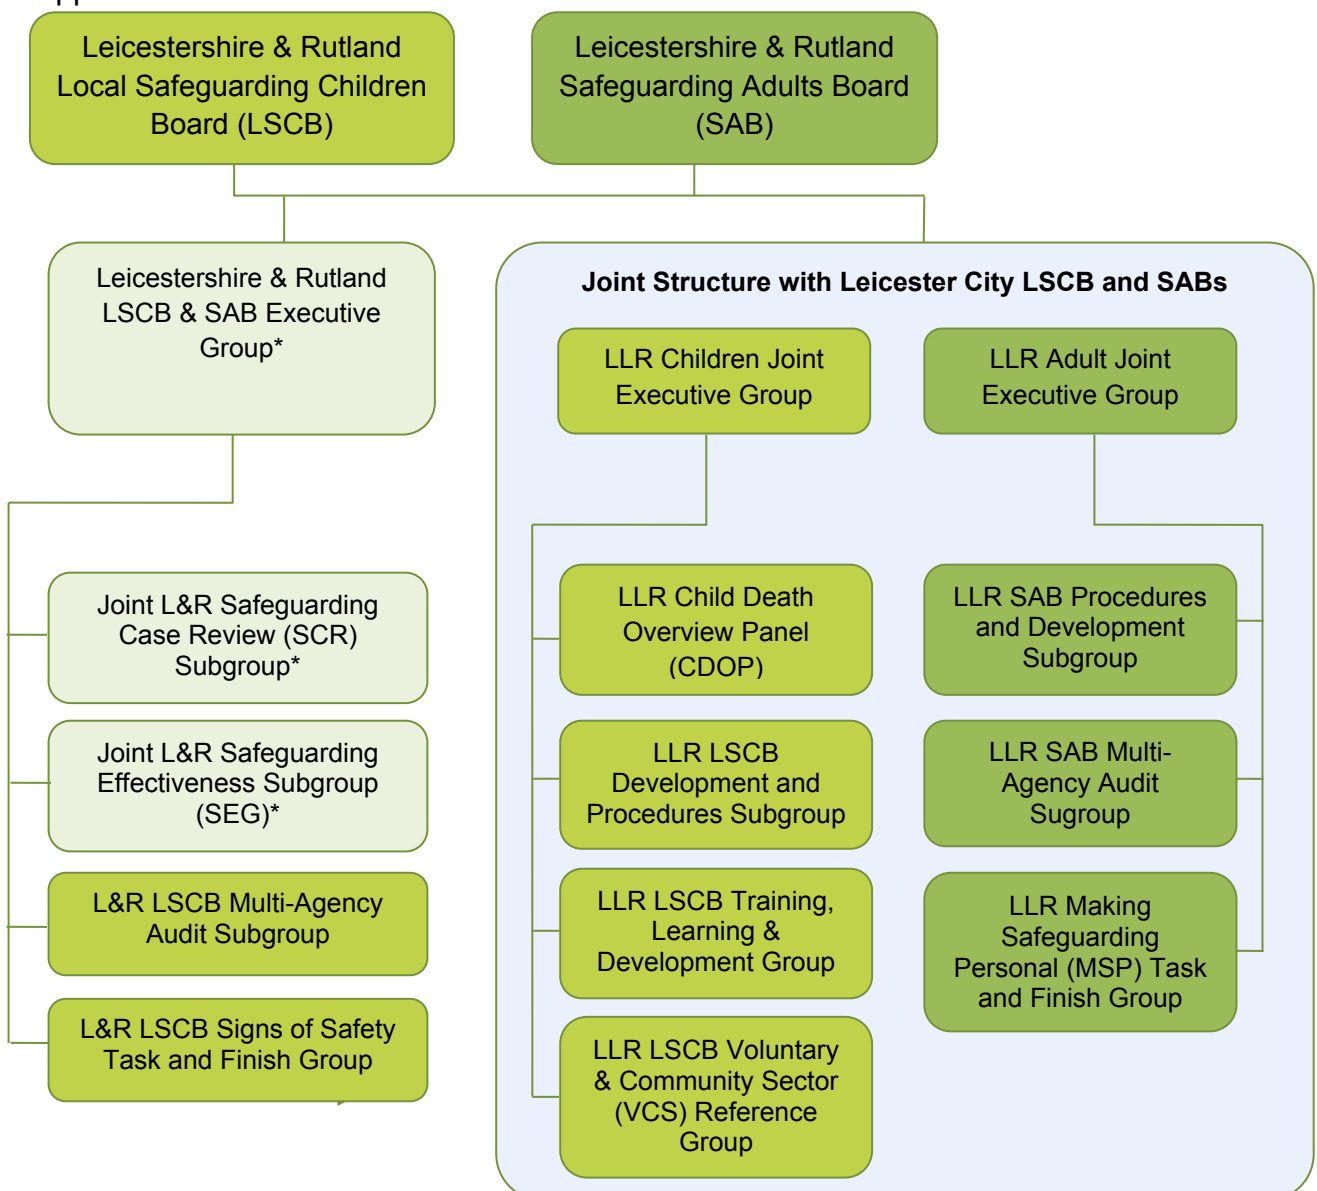 Leicestershire & Rutland
Local Safeguarding Children
Board (LSCB)
Leicestershire & Rutland
Safeguarding Adults Board
(SAB)
Leicestershire & Rutland
LSCB & SAB Executive
Group*
Joint Structure with Leicester City LSCB and SABs
LLR Children Joint
Executive Group
LLR Adult Joint
Executive Group
Joint L&R Safeguarding
Case Review (SCR)
Subgroup*
Joint L&R Safeguarding
Effectiveness Subgroup
(SEG)*
L&R LSCB Multi-Agency
Audit Subgroup
L&R LSCB Signs of Safety
Task and Finish Group
LLR Child Death
Overview Panel
(CDOP)
LLR LSCB
Development and
Procedures Subgroup
LLR LSCB Training,
Learning &
Development Group
LLR LSCB Voluntary
& Community Sector
(VCS) Reference
Group
LLR SAB Procedures
and Development
Subgroup
LLR SAB Multi-
Agency Audit
Sugroup
LLR Making
Safeguarding
Personal (MSP) Task
and Finish Group